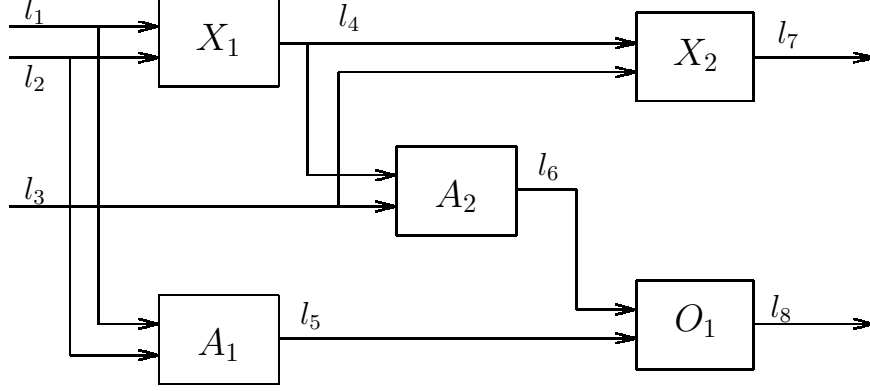 l₁
X₁
l₄
X₂
l₇
l₂
l₃
A₂
l₆
A₁
l₅
O₁
l₈